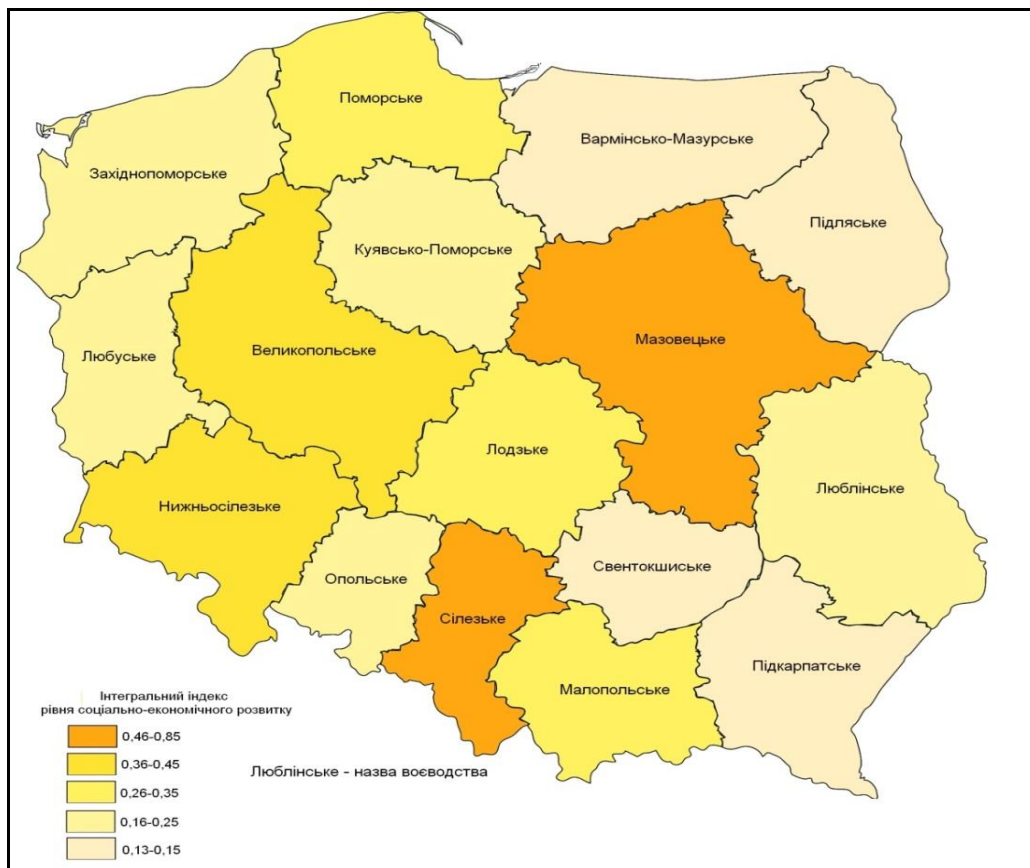 Поморське
Вармінсько-Мазурське
Західнопоморське
Підляське
Куявсько-Поморське
Мазовецьке
Великопольське
Любуське
Лодзьке
Люблінське
Нижньосілезьке
Свентокшиське
Опольське
Сілезьке
Підкарпатське
Малопольське
Інтегральний індекс
рівня соціально-економічного розвитку
0,46-0,85
0,36-0,45
0,26-0,35
0,16-0,25
0,13-0,15
Люблінське - назва воєводства